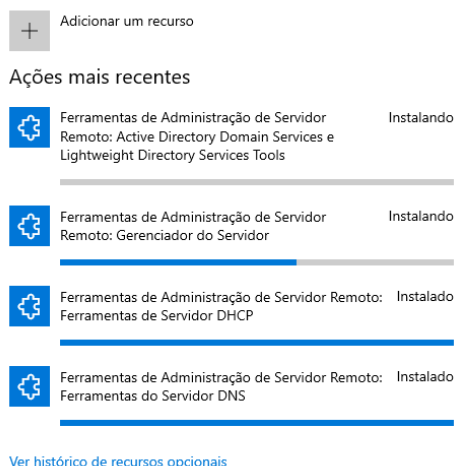 Adicionar um recurso
Ações mais recentes
Ferramentas de Administração de Servidor Instalando
Remoto: Active Directory Domain Services e
Lightweight Directory Services Tools
Ferramentas de Administração de Servidor Instalando
Remoto: Gerenciador do Servidor
Ferramentas de Administração de Servidor Remoto: Instalado
Ferramentas de Servidor DHCP
Ferramentas de Administração de Servidor Remoto: Instalado
Ferramentas do Servidor DNS
Ver histórico de recursos opcionais